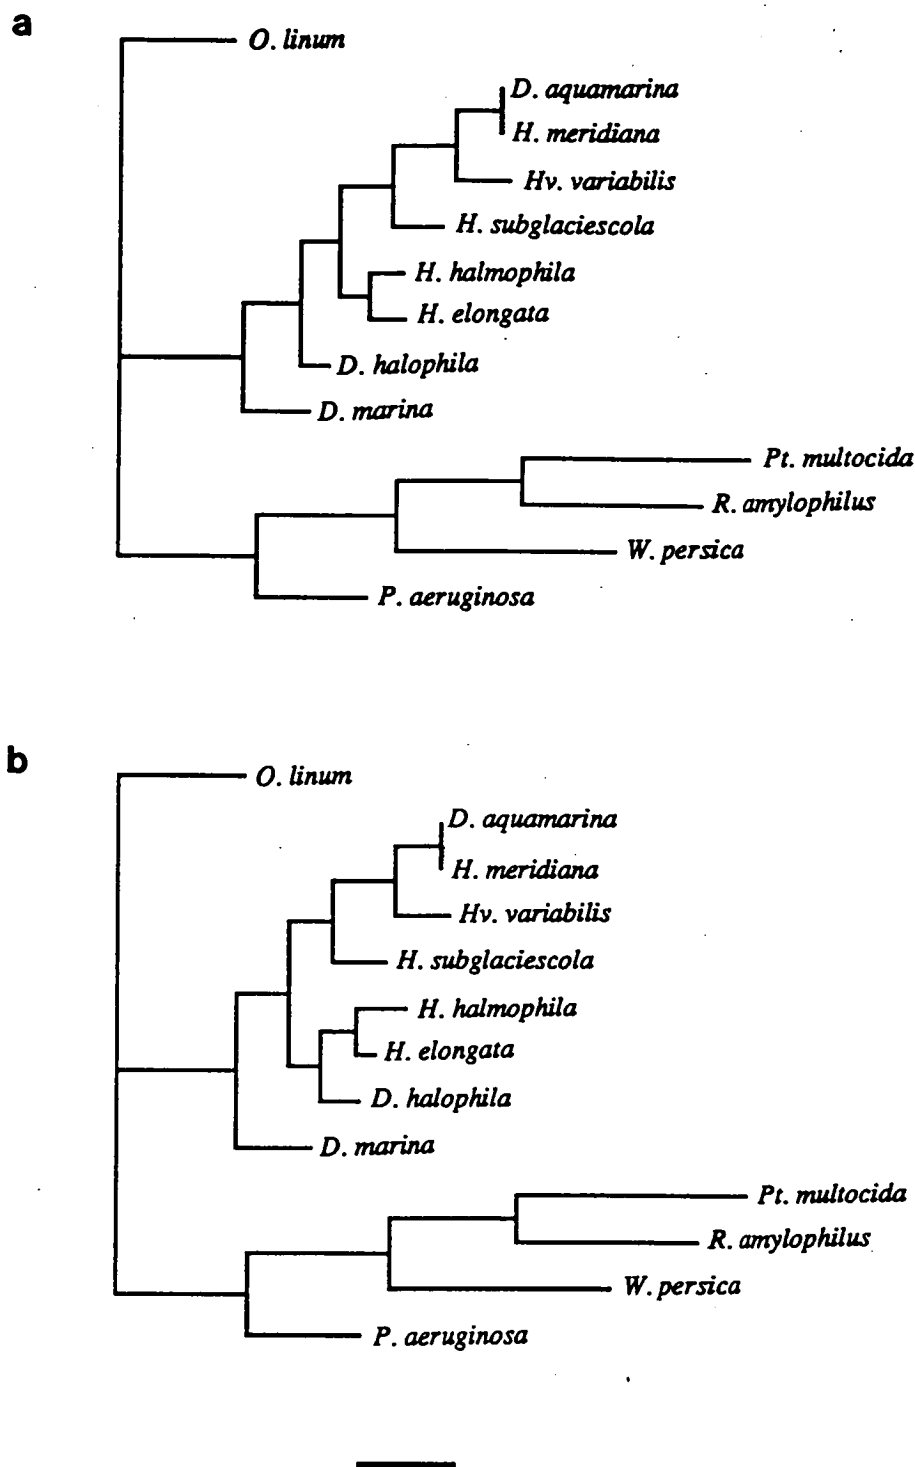 a
O. linum
D. aquamarina
H. meridiana
Hv. variabilis
H. subglaciescola
H. halmophila
H. elongata
D. halophila
D. marina
Pt. multocida
R. amylophilus
W. persica
P. aeruginosa
b
O. linum
D. aquamarina
H. meridiana
Hv. variabilis
H. subglaciescola
H. halmophila
H. elongata
D. halophila
D. marina
Pt. multocida
R. amylophilus
W. persica
P. aeruginosa